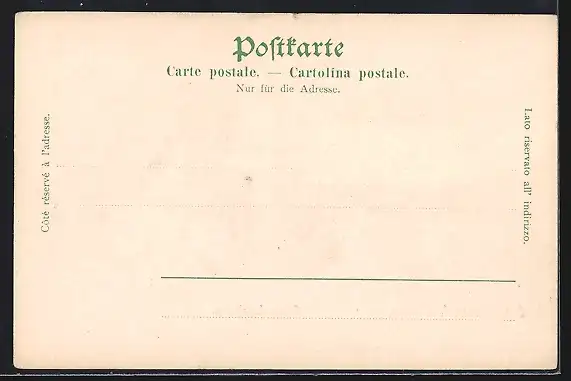 Postkarte
Carte postale. — Cartolina postale.
Nur für die Adresse.
Côté réservé à l'adresse.
Lato riservato all' indirizzo.